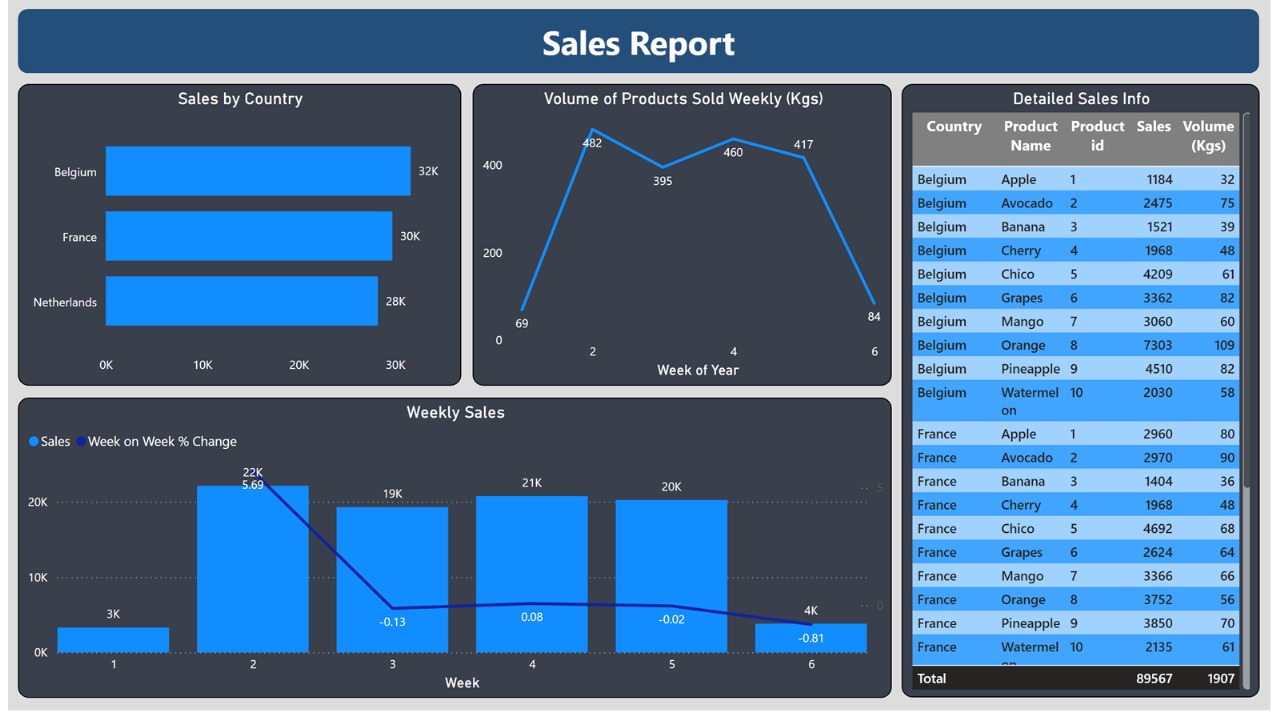 Sales Report
Sales by Country
Belgium 32K
France 30K
Netherlands 28K
0K 10K 20K 30K
Volume of Products Sold Weekly (Kgs)
400
200
0
69 482 395 460 417 84
2 4 6
Week of Year
Weekly Sales
Sales Week on Week % Change
20K
10K
0K
3K 22K 19K 21K 20K 4K
5.69 -0.13 0.08 -0.02 -0.81
5
0
1 2 3 4 5 6
Week
Detailed Sales Info
Country Product Name Product id Sales Volume (Kgs)
Belgium Apple 1 1184 32
Belgium Avocado 2 2475 75
Belgium Banana 3 1521 39
Belgium Cherry 4 1968 48
Belgium Chico 5 4209 61
Belgium Grapes 6 3362 82
Belgium Mango 7 3060 60
Belgium Orange 8 7303 109
Belgium Pineapple 9 4510 82
Belgium Watermel 10 2030 58
on
France Apple 1 2960 80
France Avocado 2 2970 90
France Banana 3 1404 36
France Cherry 4 1968 48
France Chico 5 4692 68
France Grapes 6 2624 64
France Mango 7 3366 66
France Orange 8 3752 56
France Pineapple 9 3850 70
France Watermel 10 2135 61
Total 89567 1907